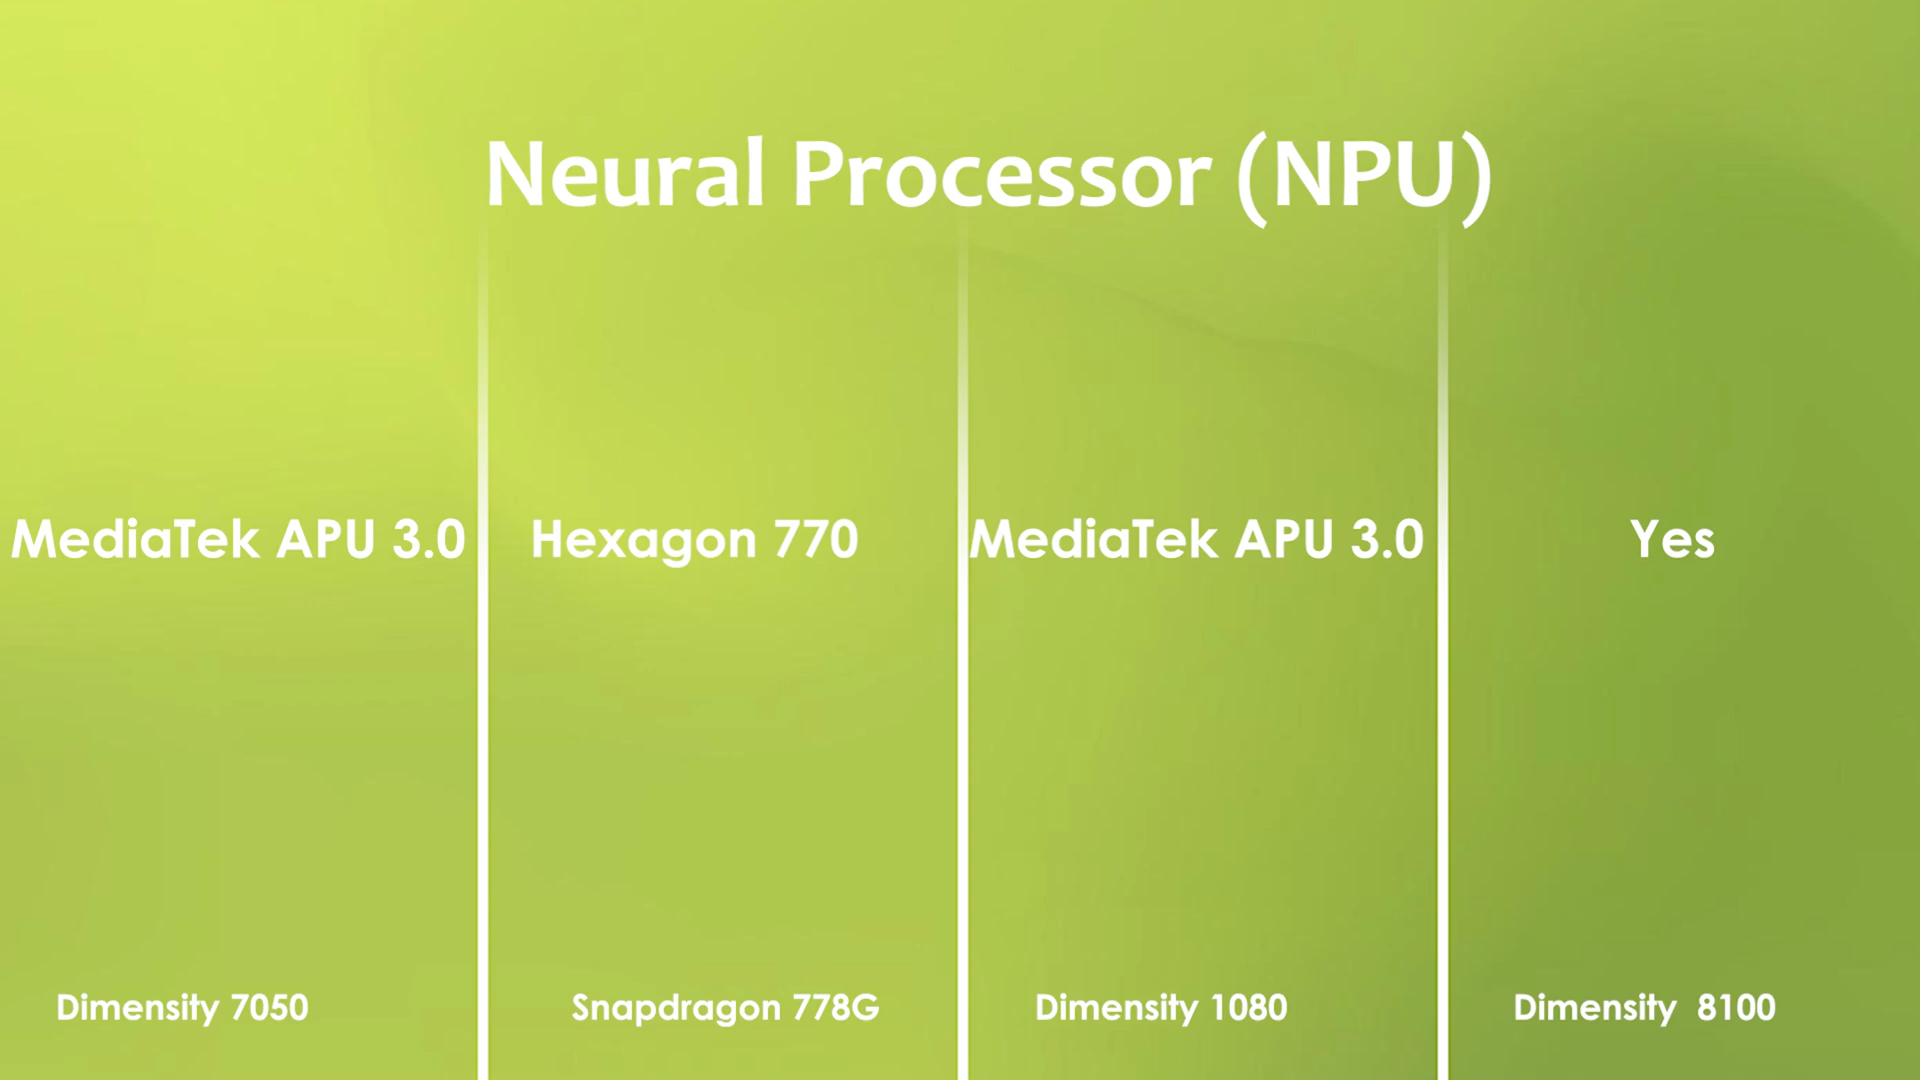 Neural Processor (NPU)
MediaTek APU 3.0
Hexagon 770
MediaTek APU 3.0
Yes
Dimensity 7050
Snapdragon 778G
Dimensity 1080
Dimensity 8100